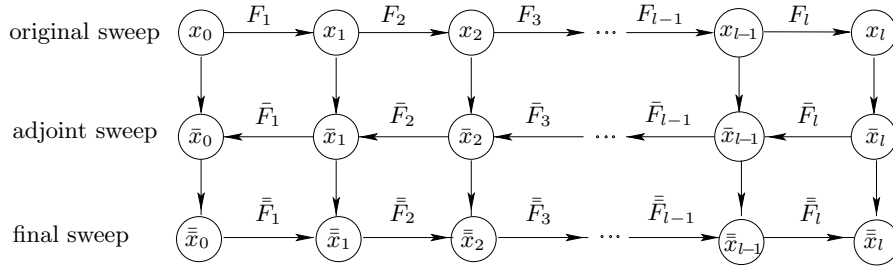 F₁ F₂ F₃ F_{l−1} F_l
original sweep x₀ x₁ x₂ ... x_{l−1} x_l
F̄₁ F̄₂ F̄₃ F̄_{l−1} F̄_l
adjoint sweep x̄₀ x̄₁ x̄₂ ... x̄_{l−1} x̄_l
F̿₁ F̿₂ F̿₃ F̿_{l−1} F̿_l
final sweep x̿₀ x̿₁ x̿₂ ... x̿_{l−1} x̿_l